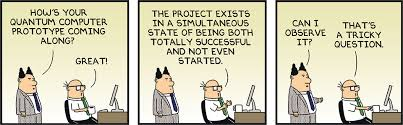 HOW'S YOUR
QUANTUM COMPUTER
PROTOTYPE COMING
ALONG?
GREAT!
THE PROJECT EXISTS
IN A SIMULTANEOUS
STATE OF BEING BOTH
TOTALLY SUCCESSFUL
AND NOT EVEN
STARTED.
CAN I
OBSERVE
IT?
THAT'S
A TRICKY
QUESTION.